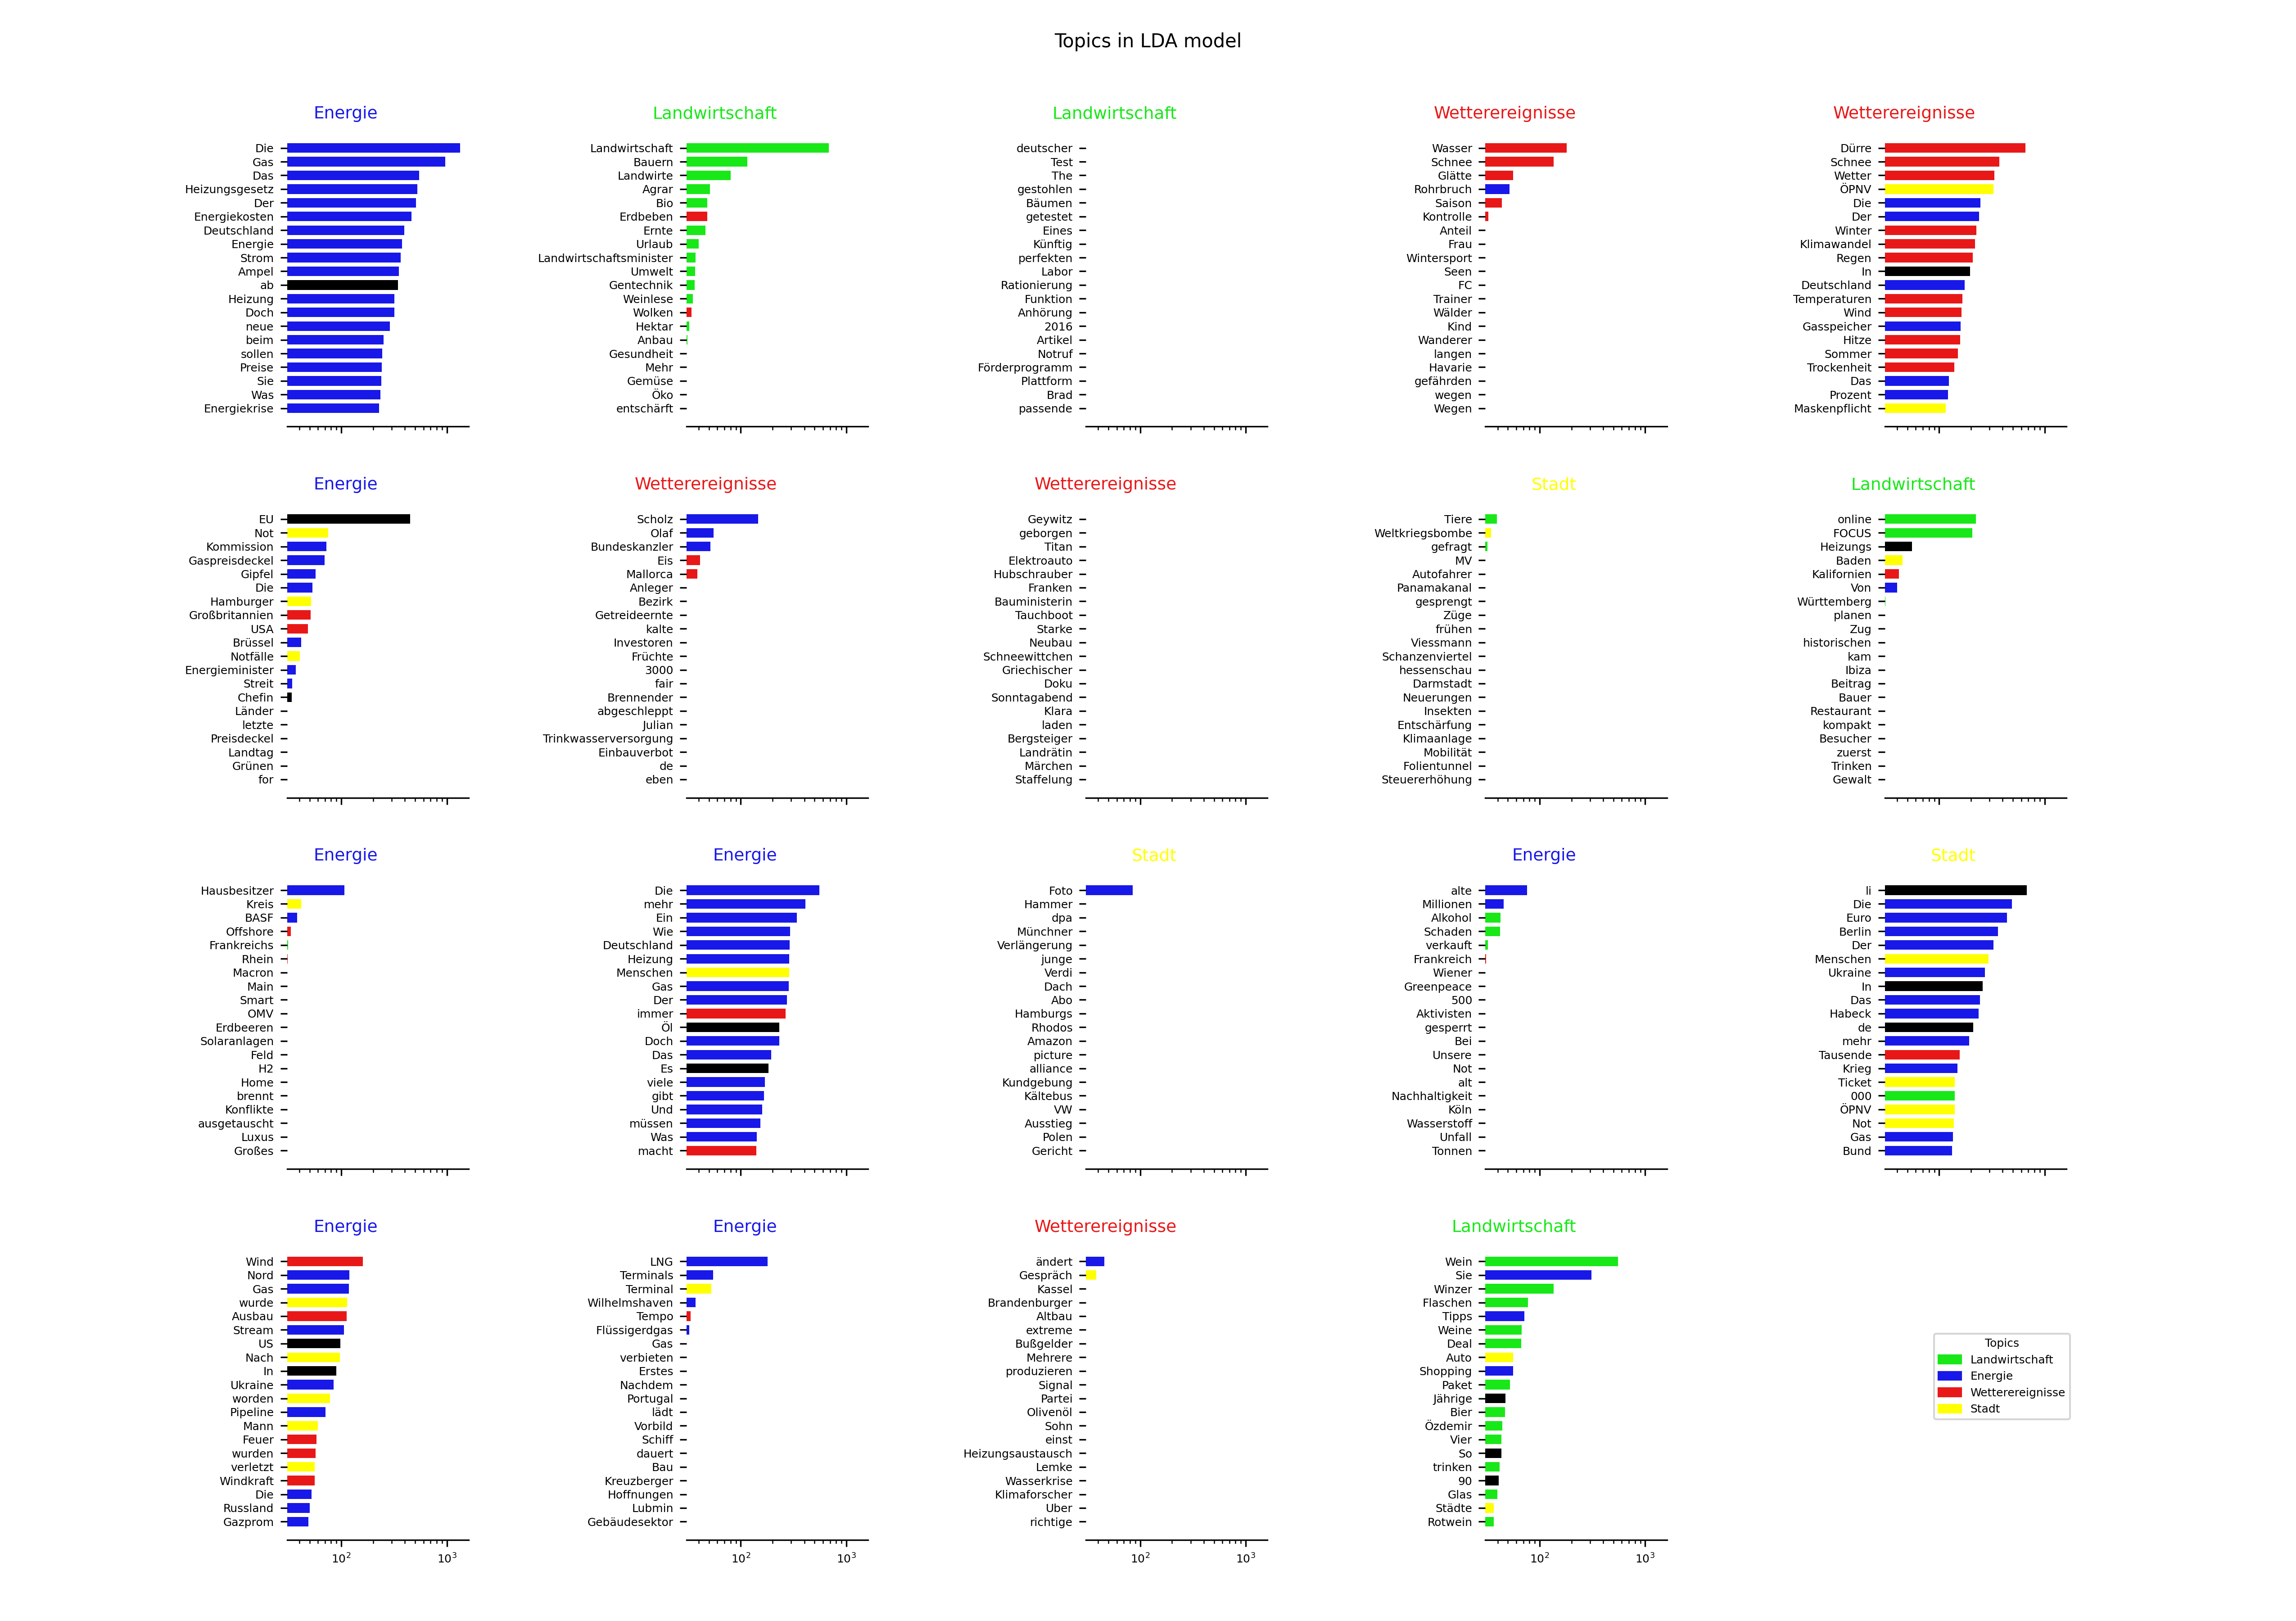 Topics in LDA model
Energie
Die
Gas
Das
Heizungsgesetz
Der
Energiekosten
Deutschland
Energie
Strom
Ampel
ab
Heizung
Doch
neue
beim
sollen
Preise
Sie
Was
Energiekrise
Landwirtschaft
Landwirtschaft
Bauern
Landwirte
Agrar
Bio
Erdbeben
Ernte
Urlaub
Landwirtschaftsminister
Umwelt
Gentechnik
Weinlese
Wolken
Hektar
Anbau
Gesundheit
Mehr
Gemüse
Öko
entschärft
Landwirtschaft
deutscher
Test
The
gestohlen
Bäumen
getestet
Eines
Künftig
perfekten
Labor
Rationierung
Funktion
Anhörung
2016
Artikel
Notruf
Förderprogramm
Plattform
Brad
passende
Wetterereignisse
Wasser
Schnee
Glätte
Rohrbruch
Saison
Kontrolle
Anteil
Frau
Wintersport
Seen
FC
Trainer
Wälder
Kind
Wanderer
langen
Havarie
gefährden
wegen
Wegen
Wetterereignisse
Dürre
Schnee
Wetter
ÖPNV
Die
Der
Winter
Klimawandel
Regen
In
Deutschland
Temperaturen
Wind
Gasspeicher
Hitze
Sommer
Trockenheit
Das
Prozent
Maskenpflicht
Energie
EU
Not
Kommission
Gaspreisdeckel
Gipfel
Die
Hamburger
Großbritannien
USA
Brüssel
Notfälle
Energieminister
Streit
Chefin
Länder
letzte
Preisdeckel
Landtag
Grünen
for
Wetterereignisse
Scholz
Olaf
Bundeskanzler
Eis
Mallorca
Anleger
Bezirk
Getreideernte
kalte
Investoren
Früchte
3000
fair
Brennender
abgeschleppt
Julian
Trinkwasserversorgung
Einbauverbot
de
eben
Wetterereignisse
Geywitz
geboren
Titan
Elektroauto
Hubschrauber
Franken
Bauministerin
Tauchboot
Starke
Neubau
Schneewittchen
Griechischer
Doku
Sonntagabend
Klara
laden
Bergsteiger
Landrätin
Märchen
Staffelung
Stadt
Tiere
Weltkriegsbombe
gefragt
MV
Autofahrer
Panamakanal
gesprengt
Züge
frühen
Viessmann
Schanzenviertel
hessenschau
Darmstadt
Neuerungen
Insekten
Entschärfung
Klimaanlage
Mobilität
Folientunnel
Steuererhöhung
Landwirtschaft
online
FOCUS
Heizungs
Baden
Kalifornien
Von
Württemberg
planen
Zug
historischen
kam
Ibiza
Beitrag
Bauer
Restaurant
kompakt
Besucher
zuerst
Trinken
Gewalt
Energie
Hausbesitzer
Kreis
BASF
Offshore
Frankreichs
Rhein
Macron
Main
Smart
OMV
Erdbeeren
Solaranlagen
Feld
H2
Home
brennt
Konflikte
ausgetauscht
Luxus
Großes
Energie
Die
mehr
Ein
Wie
Deutschland
Heizung
Menschen
Gas
Der
immer
Öl
Doch
Das
Es
viele
gibt
Und
müssen
Was
macht
Stadt
Foto
Hammer
dpa
Münchner
Verlängerung
junge
Verdi
Dach
Abo
Hamburgs
Rhodos
Amazon
picture
alliance
Kundgebung
Kältebus
VW
Ausstieg
Polen
Gericht
Energie
alte
Millionen
Alkohol
Schaden
verkauft
Frankreich
Wiener
Greenpeace
500
Aktivisten
gesperrt
Bei
Unsere
Not
alt
Nachhaltigkeit
Köln
Wasserstoff
Unfall
Tonnen
Stadt
li
Die
Euro
Berlin
Der
Menschen
Ukraine
In
Das
Habeck
de
mehr
Tausende
Krieg
Ticket
000
ÖPNV
Not
Gas
Bund
Energie
Wind
Nord
Gas
wurde
Ausbau
Stream
US
Nach
In
Ukraine
worden
Pipeline
Mann
Feuer
wurden
verletzt
Windkraft
Die
Russland
Gazprom
10² 10³
Energie
LNG
Terminals
Terminal
Wilhelmshaven
Tempo
Flüssigerdgas
Gas
verbieten
Erstes
Nachdem
Portugal
lädt
Vorbild
Schiff
dauert
Bau
Kreuzberger
Hoffnungen
Lubmin
Gebäudesektor
10² 10³
Wetterereignisse
ändert
Gespräch
Kassel
Brandenburger
Altbau
extreme
Bußgelder
Mehrere
produzieren
Signal
Partei
Olivenöl
Sohn
einst
Heizungsaustausch
Lemke
Wasserkrise
Klimaforscher
Uber
richtige
10² 10³
Landwirtschaft
Wein
Sie
Winzer
Flaschen
Tipps
Weine
Deal
Auto
Shopping
Paket
Jährige
Bier
Özdemir
Vier
So
trinken
90
Glas
Städte
Rotwein
10² 10³
Topics
Landwirtschaft
Energie
Wetterereignisse
Stadt